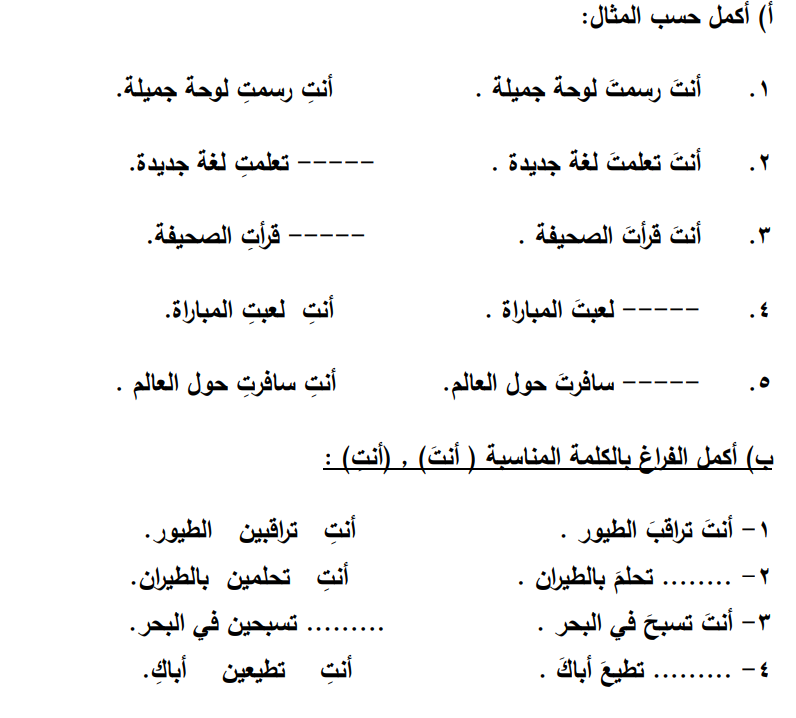 أ) أكمل حسب المثال:
١. أنتَ رسمتَ لوحة جميلة . أنتِ رسمتِ لوحة جميلة.
٢. أنتَ تعلمتَ لغة جديدة . ----- تعلمتِ لغة جديدة.
٣. أنتَ قرأتَ الصحيفة . ----- قرأتِ الصحيفة.
٤. ----- لعبتَ المباراة . أنتِ لعبتِ المباراة.
٥. ----- سافرتَ حول العالم. أنتِ سافرتِ حول العالم .
ب) أكمل الفراغ بالكلمة المناسبة ( أنتَ) , (أنتِ) :
١- أنتَ تراقبَ الطيور . أنتِ تراقبين الطيور.
٢- ........ تحلمَ بالطيران . أنتِ تحلمين بالطيران.
٣- أنتَ تسبحَ في البحر . ......... تسبحين في البحر.
٤- ......... تطيعَ أباكَ . أنتِ تطيعين أباكِ.